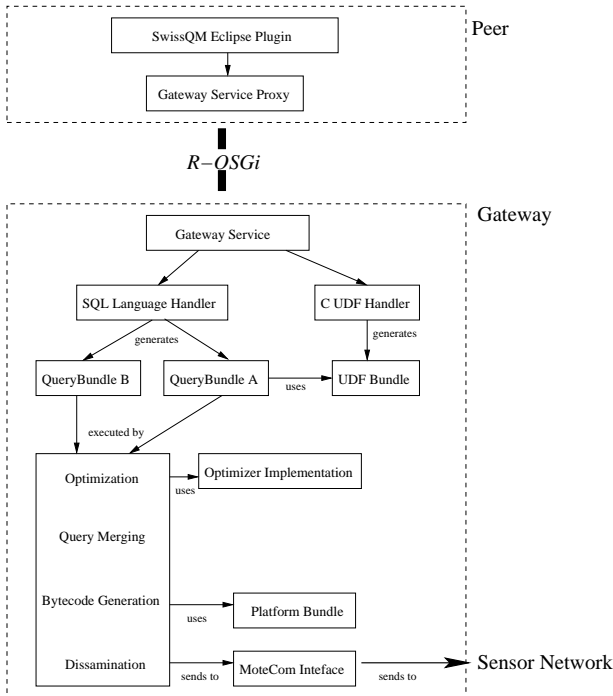 SwissQM Eclipse Plugin
Peer
Gateway Service Proxy
R-OSGi
Gateway
Gateway Service
SQL Language Handler
C UDF Handler
generates
generates
QueryBundle B
QueryBundle A
uses
UDF Bundle
executed by
Optimization
uses
Optimizer Implementation
Query Merging
Bytecode Generation
uses
Platform Bundle
Dissamination
sends to
MoteCom Inteface
sends to
Sensor Network